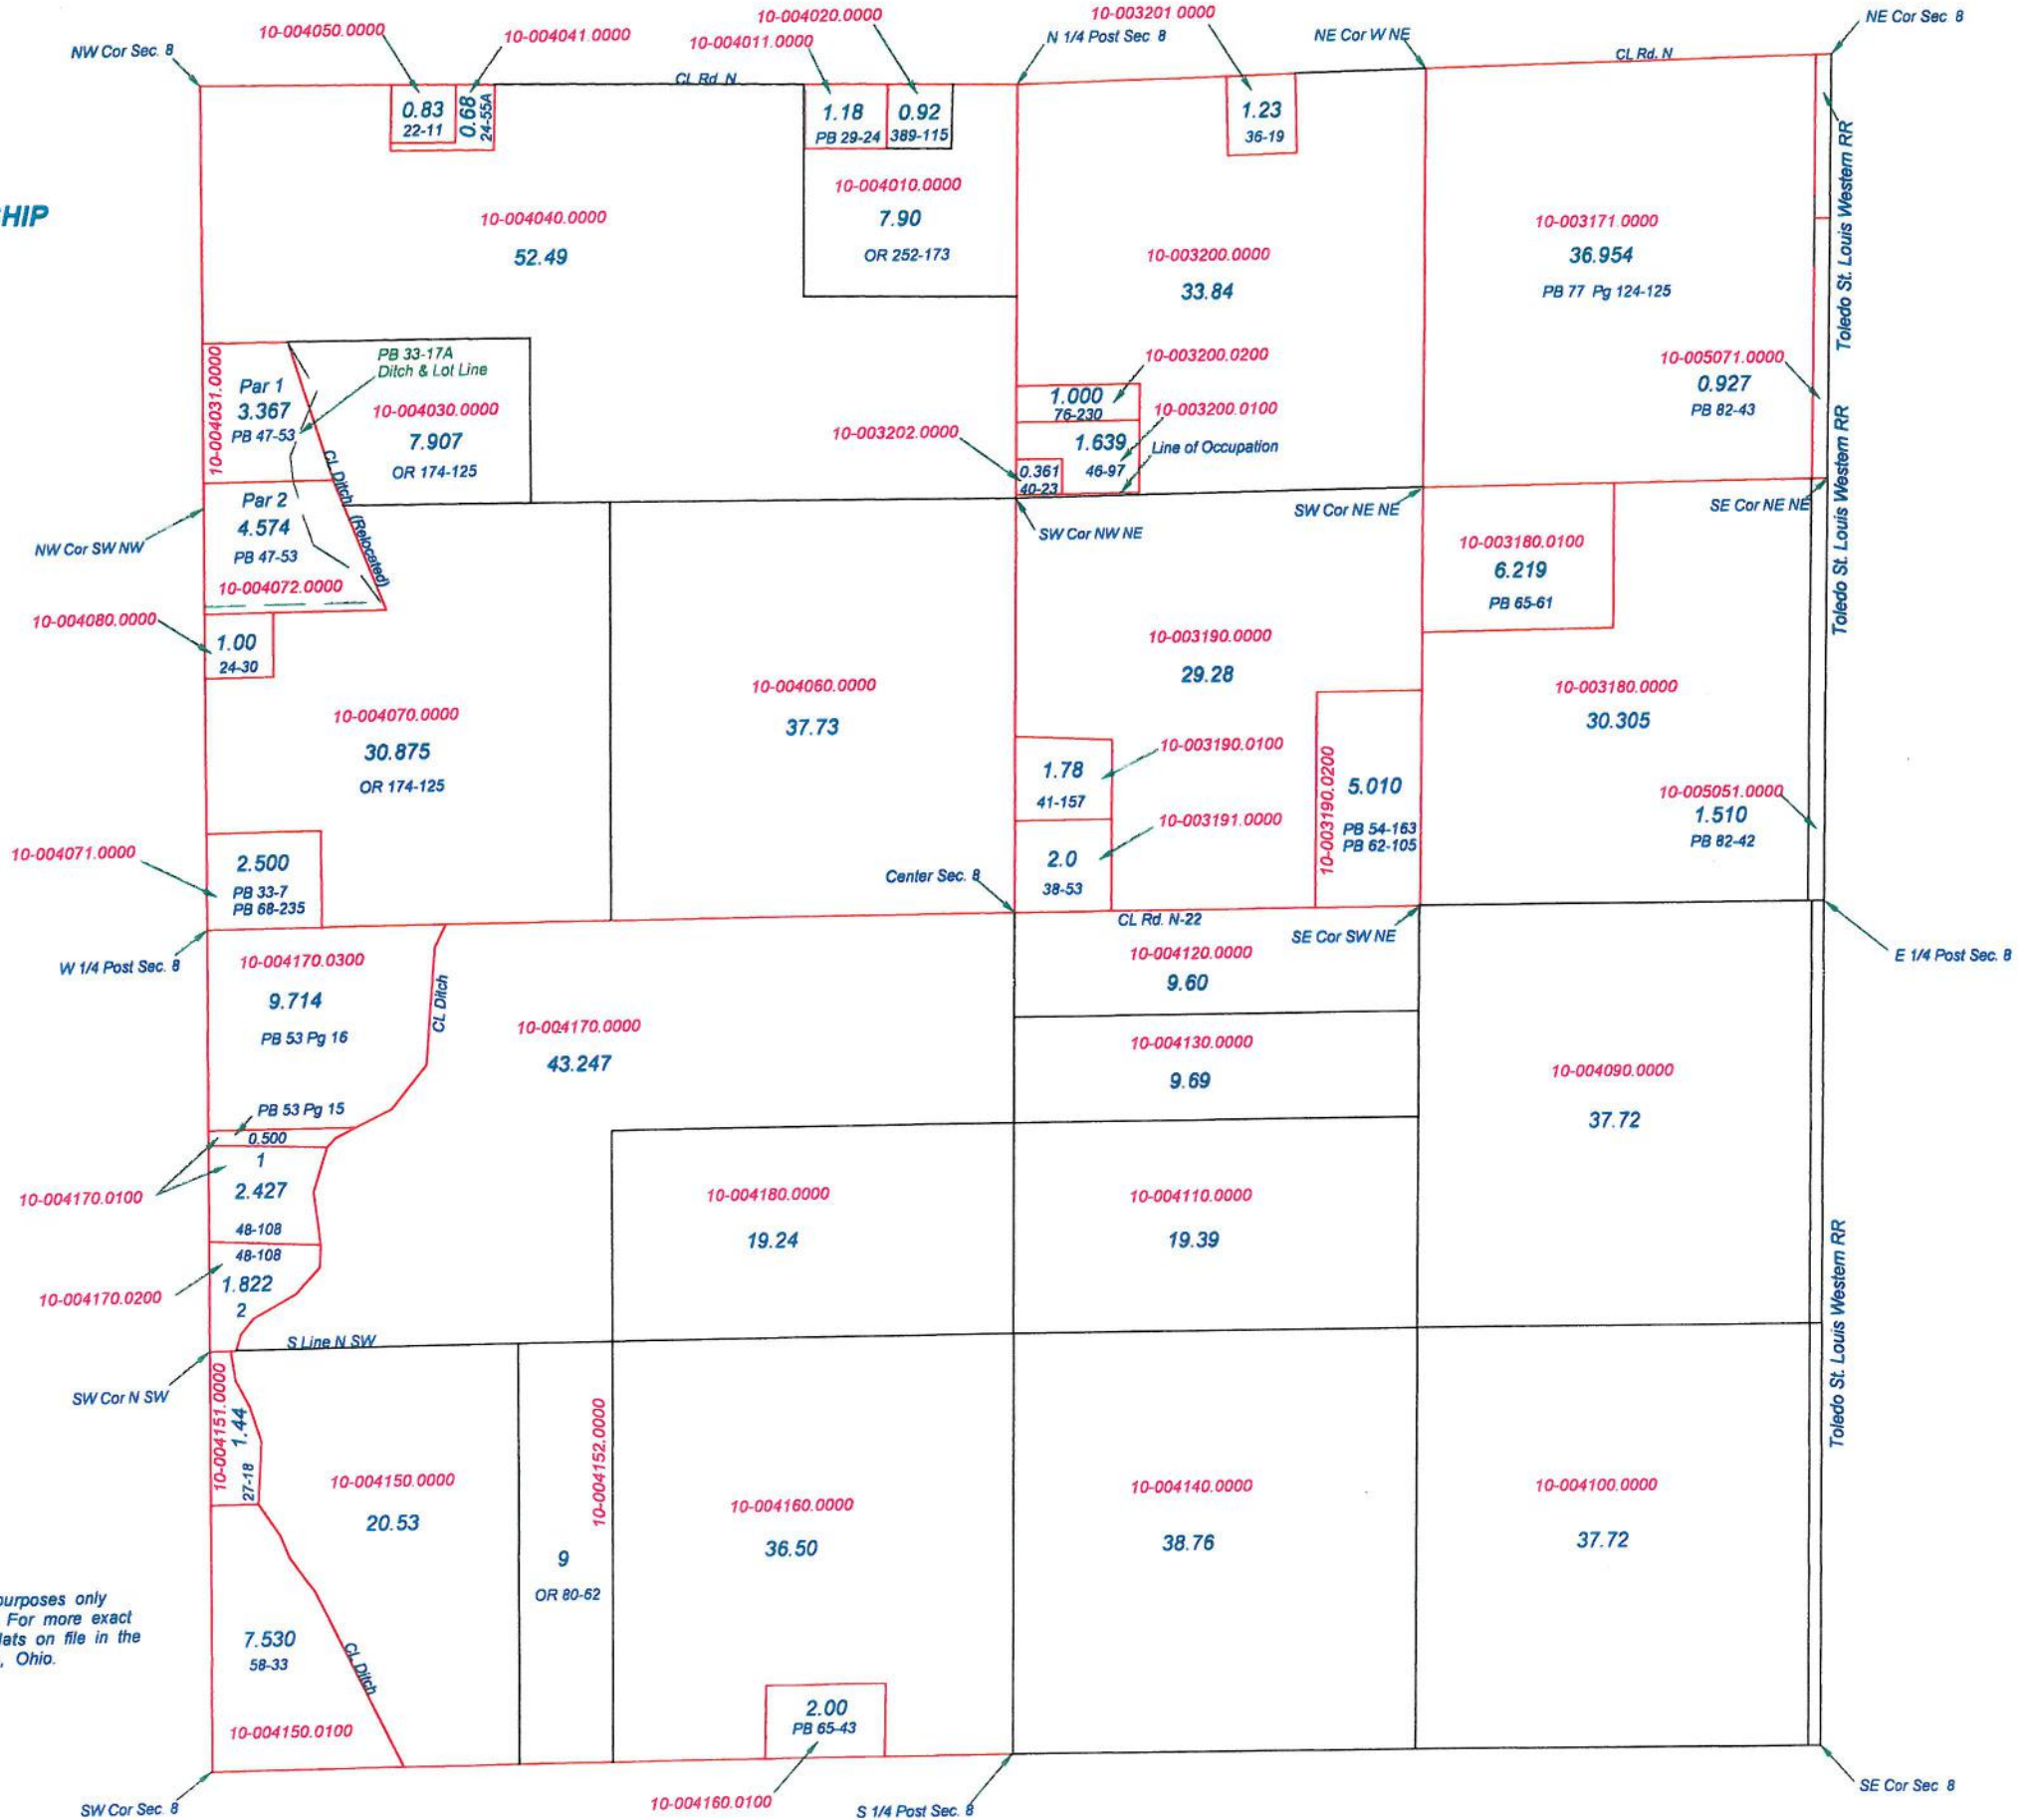 10-004020.0000
10-003201.0000
NE Cor Sec. 8
10-004050.0000
10-004041.0000
10-004011.0000
N 1/4 Post Sec. 8
NE Cor W NE
NW Cor Sec. 8
CL Rd. N
CL Rd. N
0.83
22-11
0.68
24-55A
1.18
PB 29-24
0.92
389-115
1.23
36-19
Toledo St. Louis Western RR
10-004010.0000
7.90
OR 252-173
HIP
10-004040.0000
52.49
10-003200.0000
33.84
10-003171.0000
36.954
PB 77 Pg 124-125
10-004031.0000
Par 1
3.367
PB 47-53
PB 33-17A
Ditch & Lot Line
10-004030.0000
7.907
OR 174-125
10-003200.0200
1.000
76-230
10-003200.0100
10-003202.0000
1.639
46-97
Line of Occupation
0.361
40-23
10-005071.0000
0.927
PB 82-43
CL Ditch (Relocated)
Par 2
4.574
PB 47-53
10-004072.0000
NW Cor SW NW
SW Cor NW NE
SW Cor NE NE
SE Cor NE NE
Toledo St. Louis Western RR
10-003180.0100
6.219
PB 65-61
10-004080.0000
1.00
24-30
10-003190.0000
29.28
10-004060.0000
37.73
10-003180.0000
30.305
10-004070.0000
30.875
OR 174-125
10-003190.0100
1.78
41-157
10-003190.0200
5.010
PB 54-163
PB 62-105
10-005051.0000
1.510
PB 82-42
10-003191.0000
2.0
38-53
10-004071.0000
2.500
PB 33-7
PB 68-235
Center Sec. 8
CL Rd. N-22
SE Cor SW NE
W 1/4 Post Sec. 8
E 1/4 Post Sec. 8
10-004170.0300
9.714
PB 53 Pg 16
CL Ditch
10-004120.0000
9.60
10-004170.0000
43.247
10-004130.0000
9.69
10-004090.0000
37.72
PB 53 Pg 15
0.500
1
2.427
48-108
10-004170.0100
10-004180.0000
19.24
10-004110.0000
19.39
48-108
1.822
2
10-004170.0200
Toledo St. Louis Western RR
S Line N SW
SW Cor N SW
10-004151.0000
1.44
27-18
10-004150.0000
20.53
10-004152.0000
9
OR 80-62
10-004160.0000
36.50
10-004140.0000
38.76
10-004100.0000
37.72
purposes only
For more exact
lats on file in the
, Ohio.
7.530
58-33
CL Ditch
10-004150.0100
2.00
PB 65-43
10-004160.0100
SW Cor Sec. 8
S 1/4 Post Sec. 8
SE Cor Sec. 8